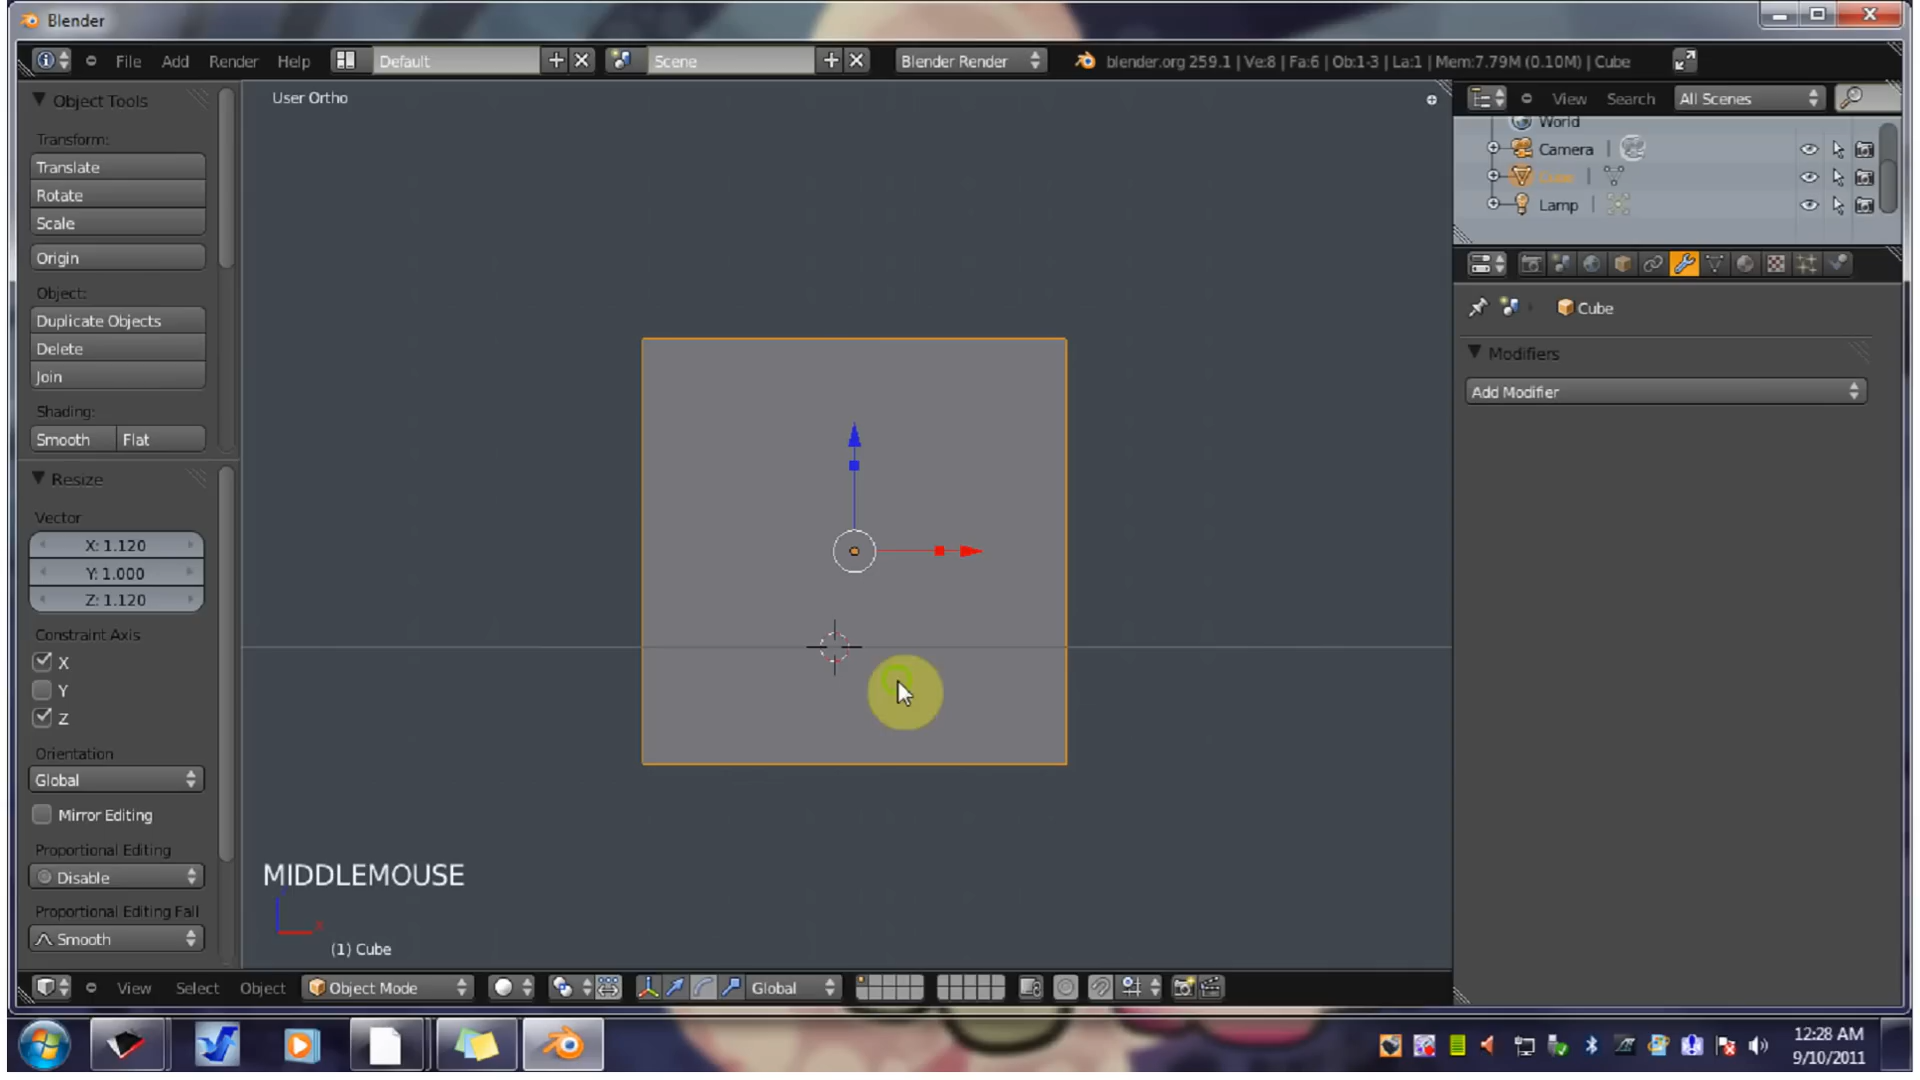 Blender
File Add Render Help Default Scene Blender Render blender.org 259.1 | Ve:8 | Fa:6 | Ob:1-3 | La:1 | Mem:7.79M (0.10M) | Cube
Object Tools
Transform:
Translate
Rotate
Scale
Origin
Object:
Duplicate Objects
Delete
Join
Shading:
Smooth Flat
Resize
Vector
X: 1.120
Y: 1.000
Z: 1.120
Constraint Axis
X
Y
Z
Orientation
Global
Mirror Editing
Proportional Editing
Disable
Proportional Editing Fall
Smooth
User Ortho
MIDDLEMOUSE
(1) Cube
View Select Object Object Mode Global
View Search All Scenes
World
Camera
Cube
Lamp
Cube
Modifiers
Add Modifier
12:28 AM
9/10/2011